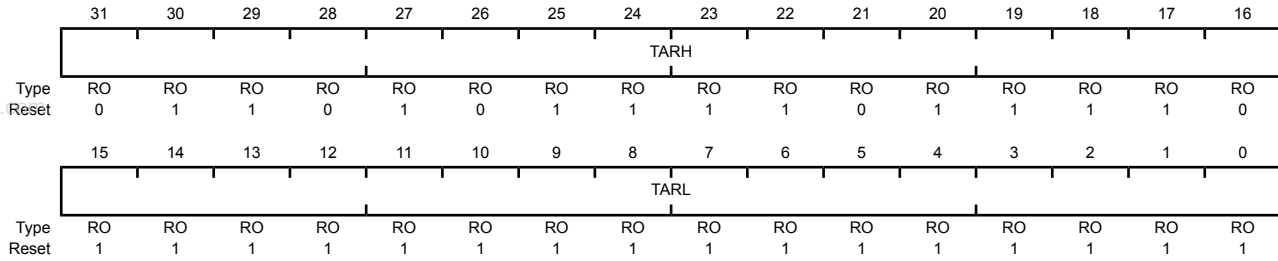 31 30 29 28 27 26 25 24 23 22 21 20 19 18 17 16
TARH
Type RO RO RO RO RO RO RO RO RO RO RO RO RO RO RO RO
.com
Reset 0 1 1 0 1 0 1 1 1 1 0 1 1 1 1 0
15 14 13 12 11 10 9 8 7 6 5 4 3 2 1 0
TARL
Type RO RO RO RO RO RO RO RO RO RO RO RO RO RO RO RO
Reset 1 1 1 1 1 1 1 1 1 1 1 1 1 1 1 1